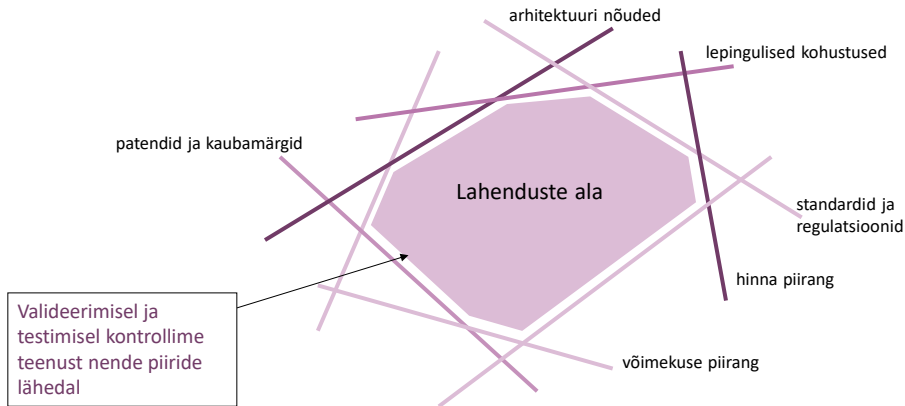 arhitektuuri nõuded
lepingulised kohustused
patendid ja kaubamärgid
Lahenduste ala
standardid ja
regulatsioonid
hinna piirang
Valideerimisel ja
testimisel kontrollime
teenust nende piiride
lähedal
võimekuse piirang